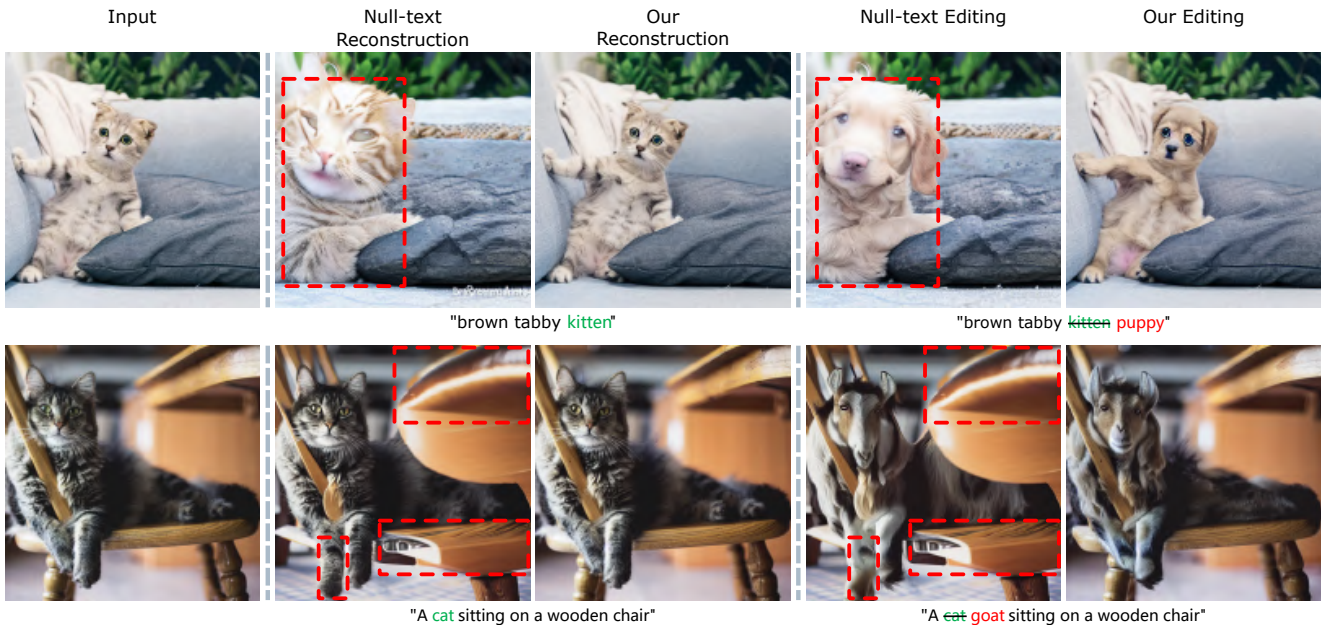 Input
Null-text
Reconstruction
Our
Reconstruction
Null-text Editing
Our Editing
"brown tabby kitten"
"brown tabby kitten puppy"
"A cat sitting on a wooden chair"
"A cat goat sitting on a wooden chair"